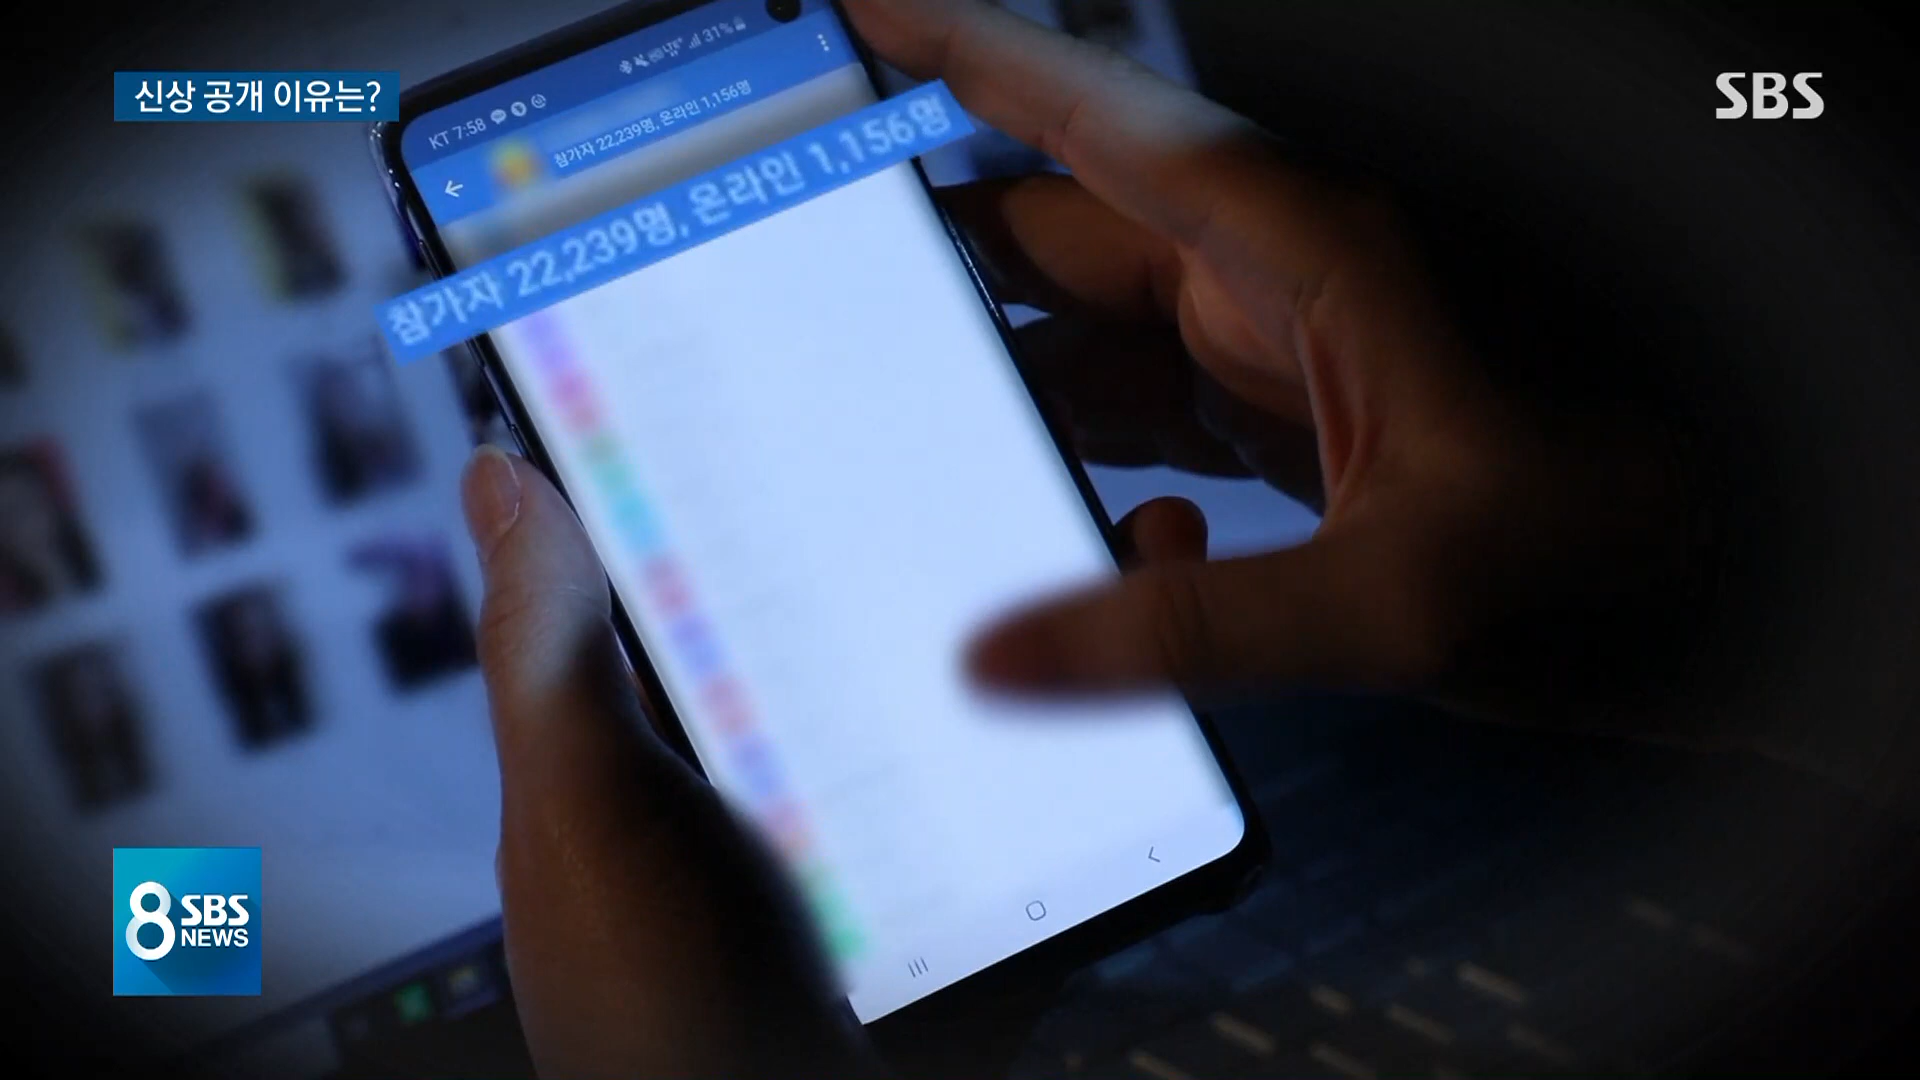 신상 공개 이유는?
SBS
KT 7:58
31%
참가자 22,239명, 온라인 1,156명
참가자 22,239명, 온라인 1,156명
8 SBS
NEWS